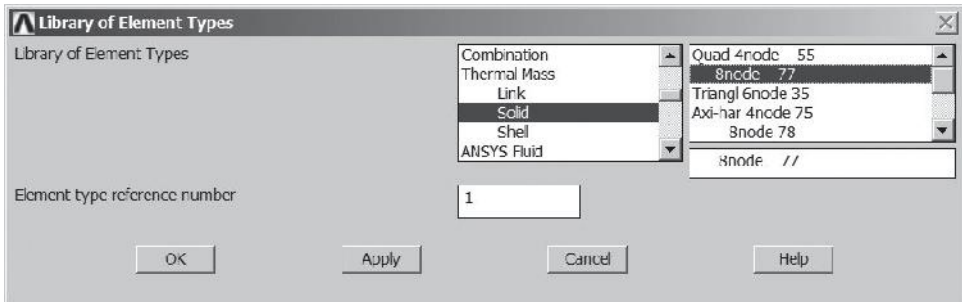 Library of Element Types
Library of Element Types
Combination
Thermal Mass
Link
Solid
Shell
ANSYS Fluid
Quad 4node 55
8node 77
Triangl 6node 35
Axi-har 4node 75
8node 78
8node 77
Element type reference number
1
OK Apply Cancel Help